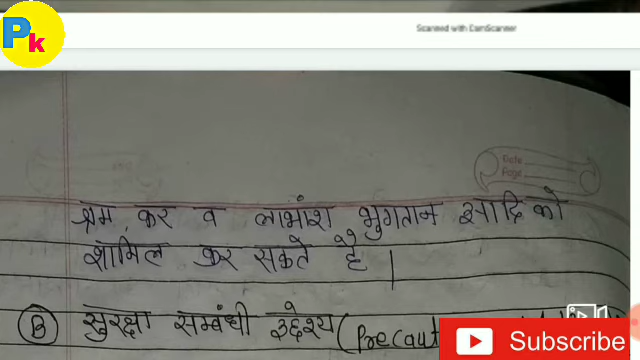 Pk
Scanned with CamScanner
Date
Page
श्रम, कर व लाभांश भुगतान आदि को
शामिल कर सकते है |
(B) सुरक्षा सम्बंधी उद्देश्य (Precaut
Subscribe